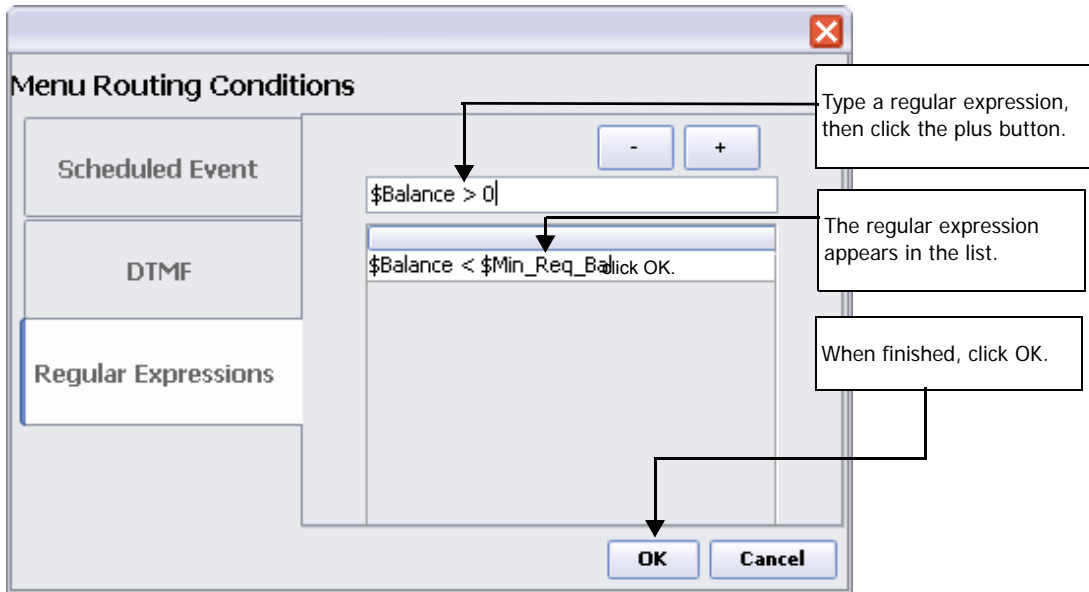 Menu Routing Conditions
Scheduled Event
DTMF
Regular Expressions
-
+
$Balance > 0
$Balance < $Min_Req_Bal
click OK.
OK
Cancel
Type a regular expression,
then click the plus button.
The regular expression
appears in the list.
When finished, click OK.